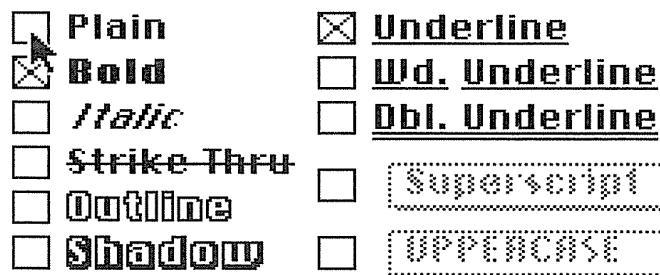 Plain
Bold
Italic
Strike Thru
Outline
Shadow
Underline
Wd. Underline
Dbl. Underline
Superscript
UPPERCASE